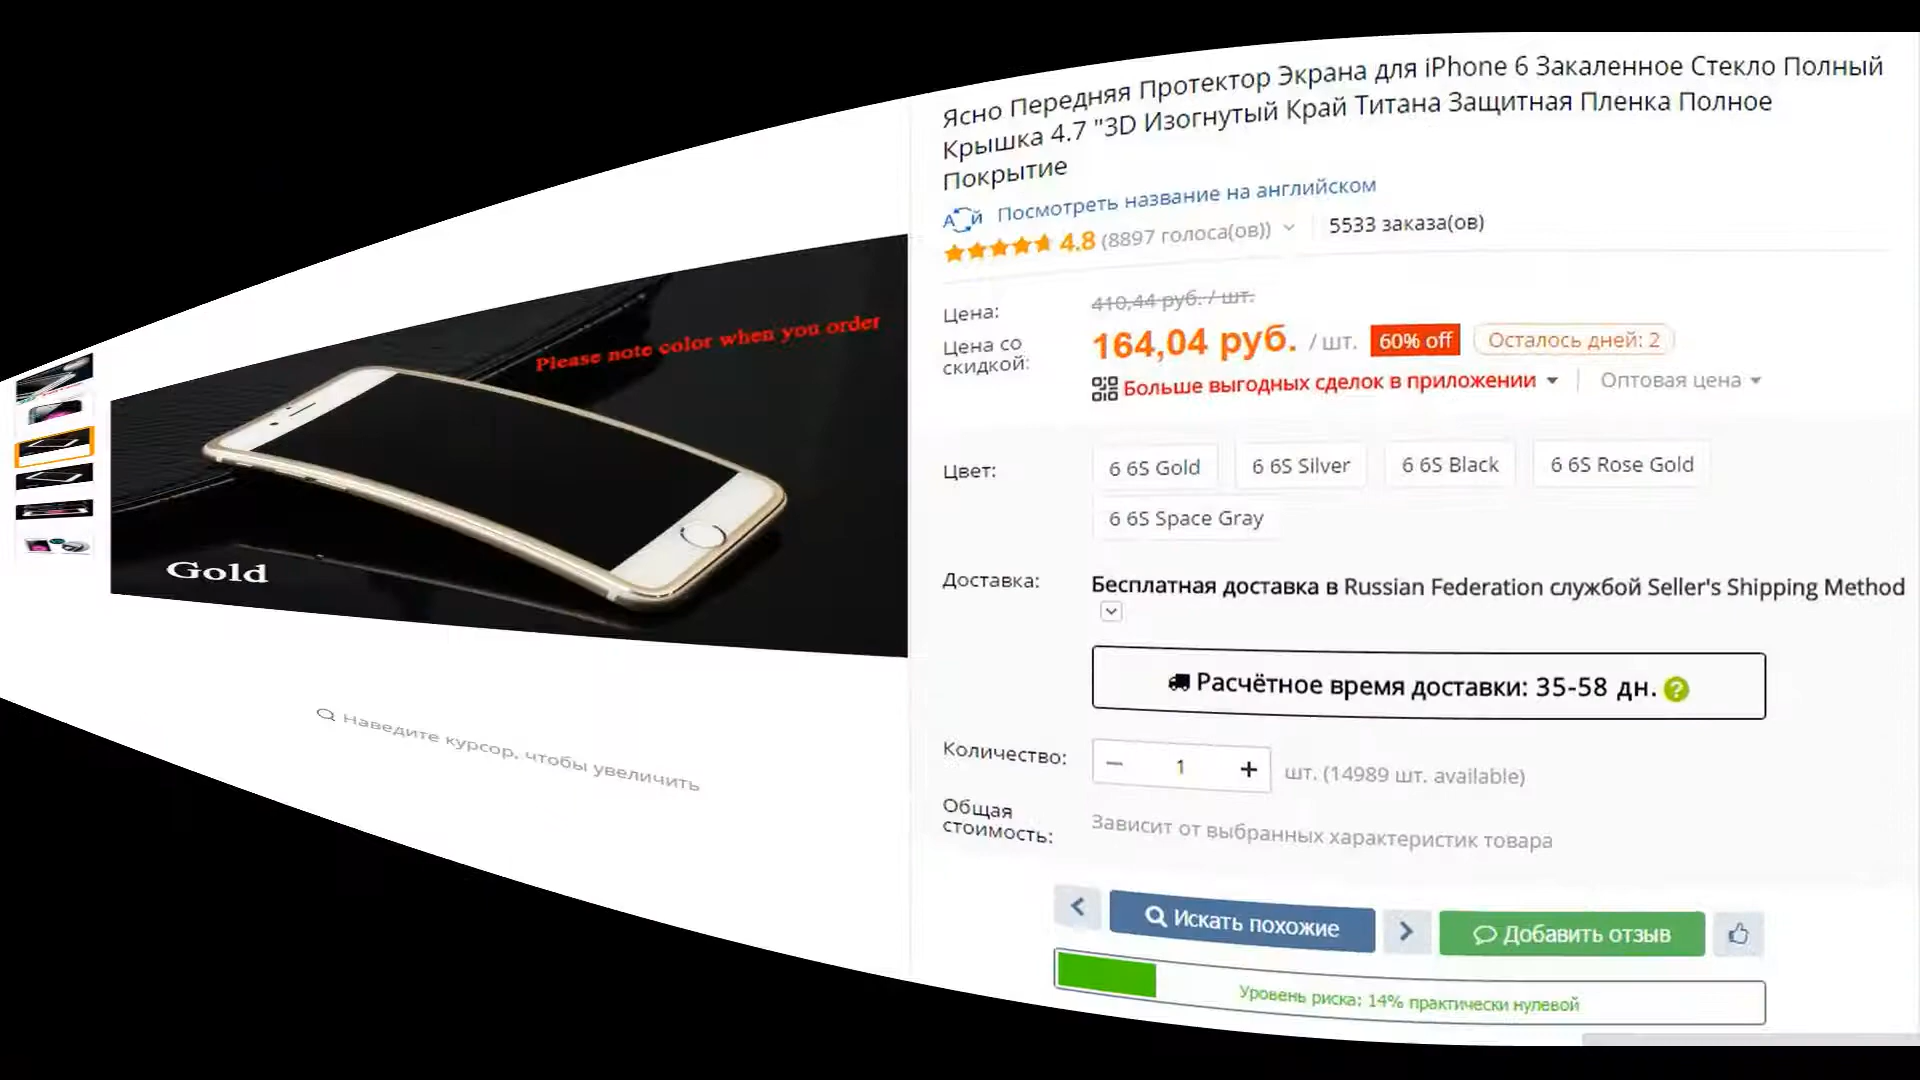 Ясно Передняя Протектор Экрана для iPhone 6 Закаленное Стекло Полный
Крышка 4.7 "3D Изогнутый Край Титана Защитная Пленка Полное
Покрытие
Посмотреть название на английском
4.8 (8897 голоса(ов)) 5533 заказа(ов)
Please note color when you order
Gold
Наведите курсор, чтобы увеличить
Цена: 410,44 руб. / шт.
Цена со скидкой: 164,04 руб. / шт. 60% off Осталось дней: 2
Больше выгодных сделок в приложении Оптовая цена
Цвет: 6 6S Gold 6 6S Silver 6 6S Black 6 6S Rose Gold
6 6S Space Gray
Доставка: Бесплатная доставка в Russian Federation службой Seller's Shipping Method
Расчётное время доставки: 35-58 дн. ?
Количество: − 1 + шт. (14989 шт. available)
Общая стоимость: Зависит от выбранных характеристик товара
Искать похожие Добавить отзыв
Уровень риска: 14% практически нулевой